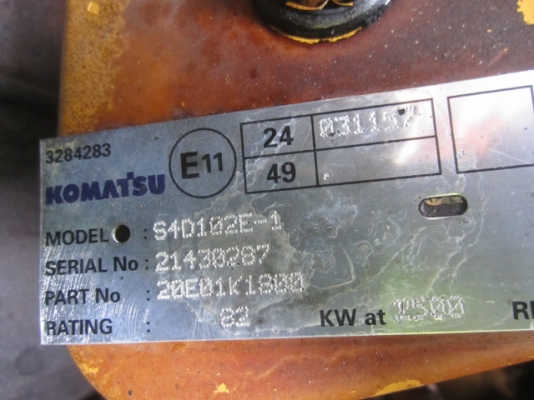 3284283
E11
24 031157
49
KOMATSU
MODEL : S4D102E-1
SERIAL No : 21430287
PART No : 20E01K1800
RATING : 82 KW at 2500